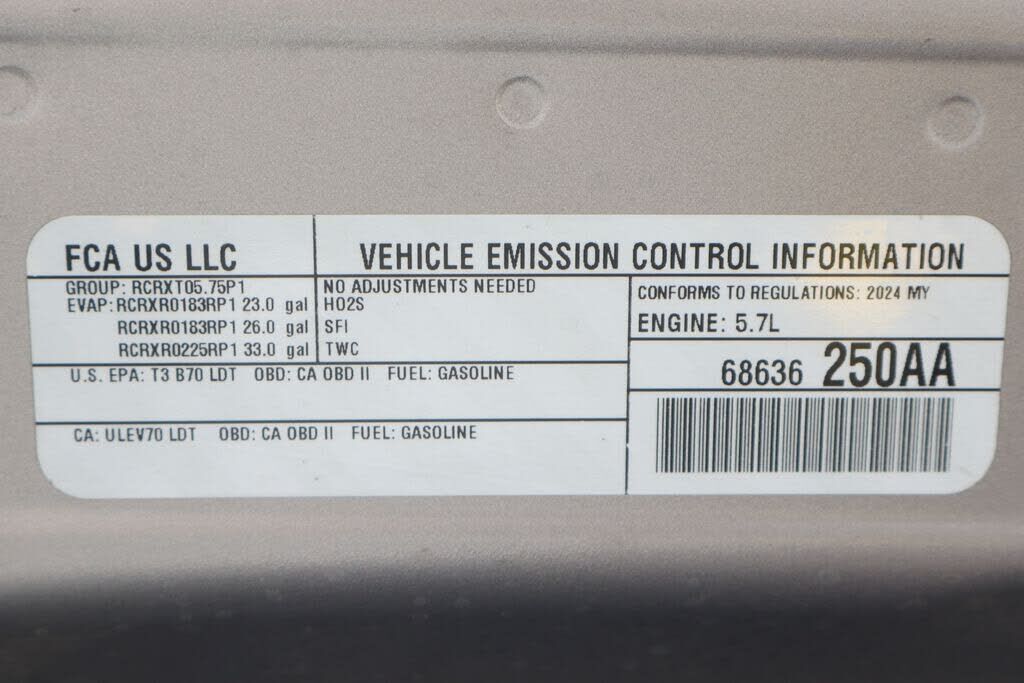 FCA US LLC
VEHICLE EMISSION CONTROL INFORMATION
GROUP: RCRXT05.75P1
EVAP: RCRXR0183RP1 23.0 gal
RCRXR0183RP1 26.0 gal
RCRXR0225RP1 33.0 gal
NO ADJUSTMENTS NEEDED
HO2S
SFI
TWC
CONFORMS TO REGULATIONS: 2024 MY
ENGINE: 5.7L
68636 250AA
U.S. EPA: T3 B70 LDT OBD: CA OBD II FUEL: GASOLINE
CA: ULEV70 LDT OBD: CA OBD II FUEL: GASOLINE